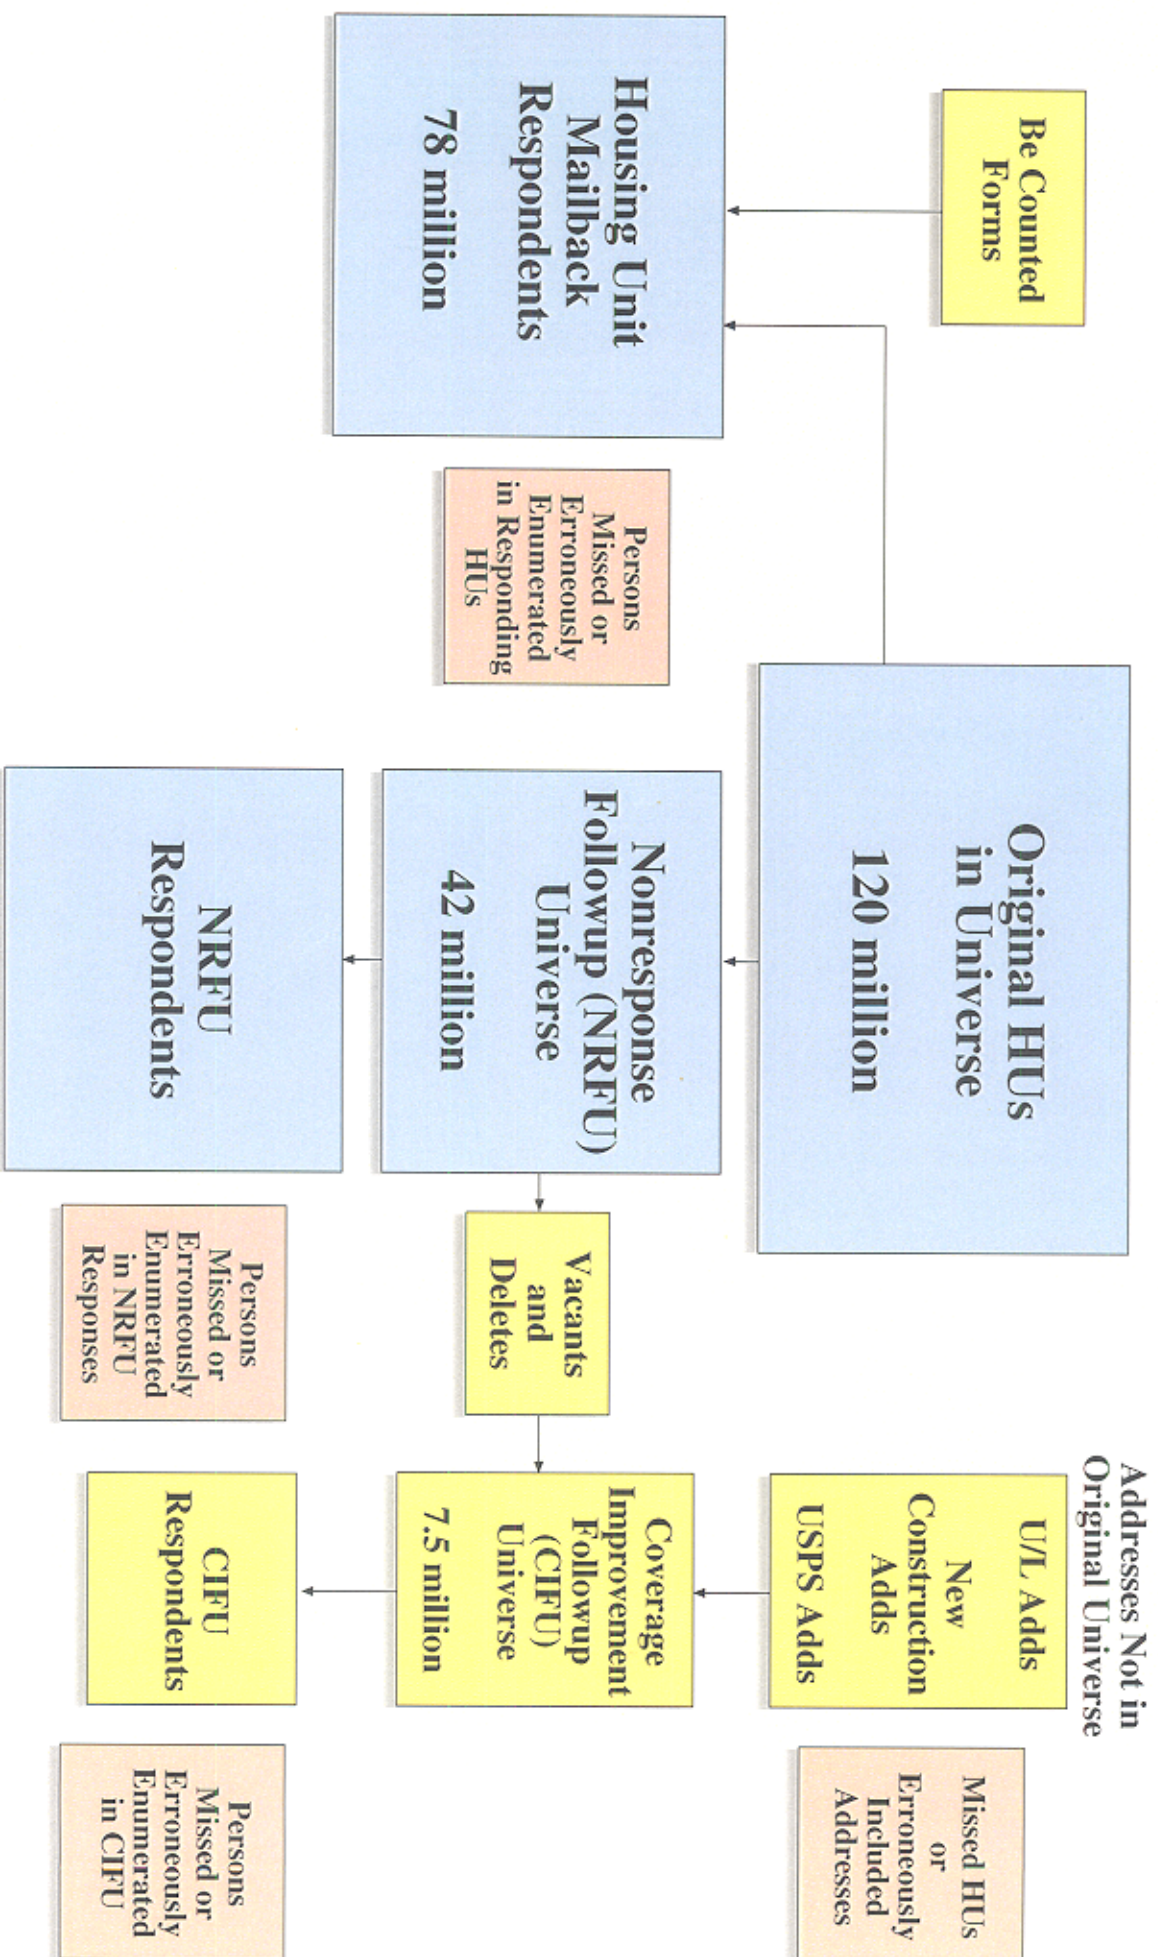 Be Counted
Forms
Housing Unit
Mailback
Respondents
78 million
Persons
Missed or
Erroneously
Enumerated
in Responding
HUs
Original HUs
in Universe
120 million
Nonresponse
Followup (NRFU)
Universe
42 million
NRFU
Respondents
Persons
Missed or
Erroneously
Enumerated
in NRFU
Responses
Vacants
and
Deletes
Addresses Not in
Original Universe
U/L Adds
New
Construction
Adds
USPS Adds
Coverage
Improvement
Followup
(CIFU)
Universe
7.5 million
CIFU
Respondents
Missed HUs
or
Erroneously
Included
Addresses
Persons
Missed or
Erroneously
Enumerated
in CIFU